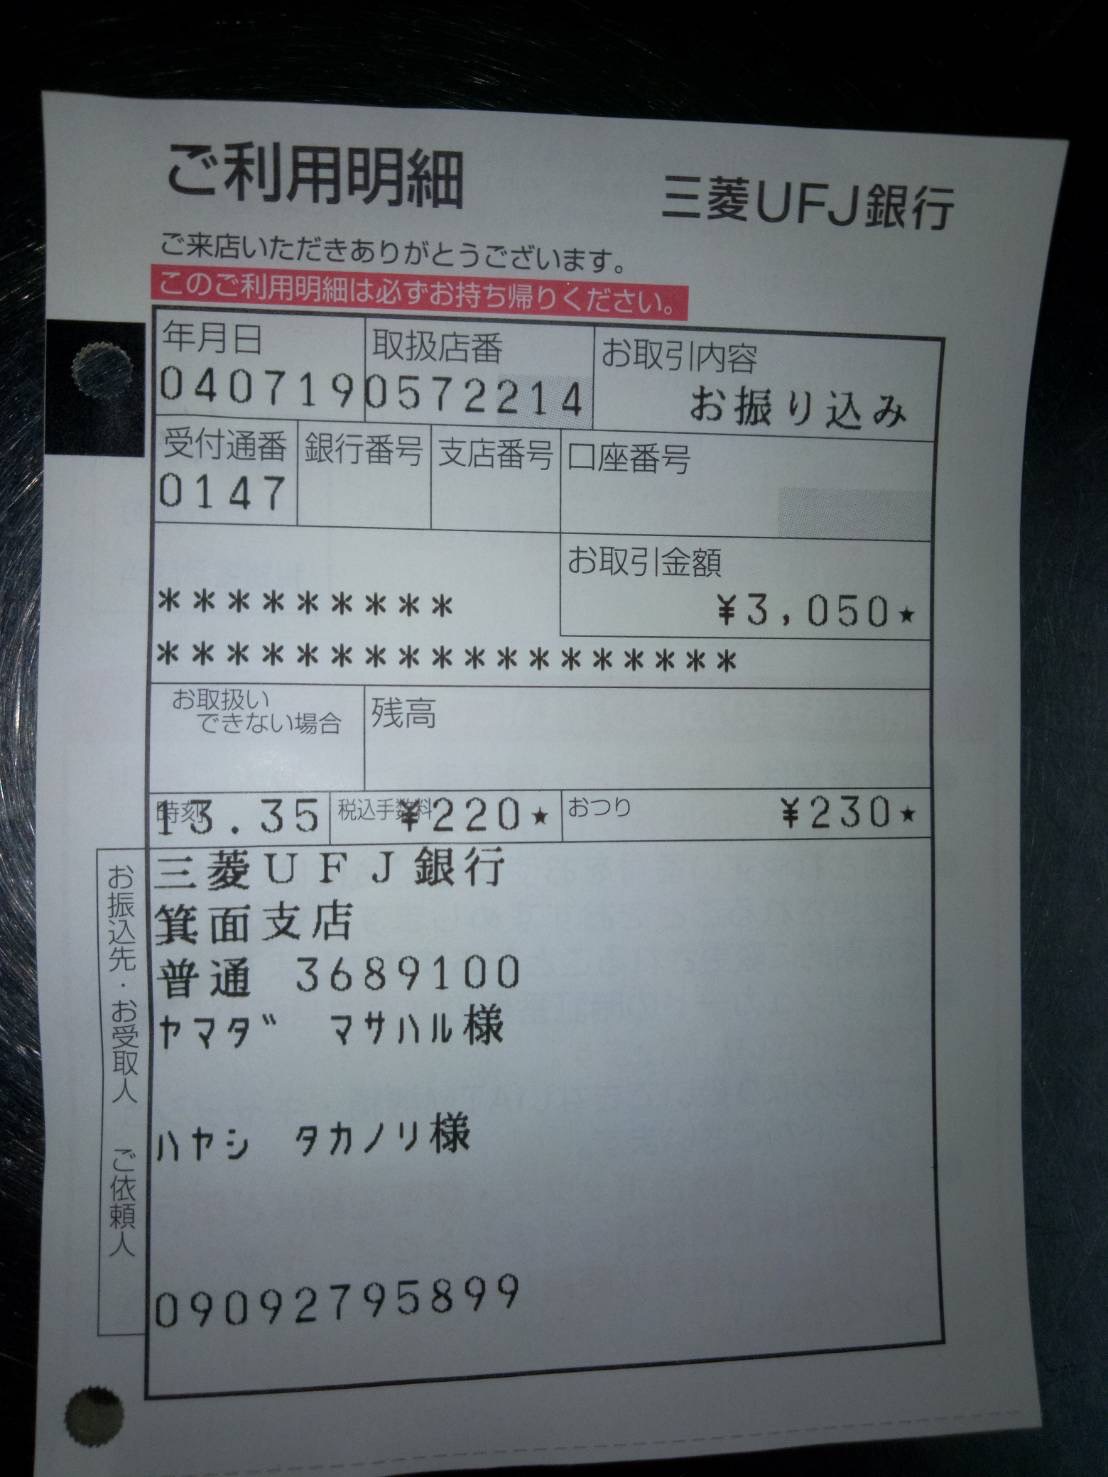 ご利用明細
三菱UFJ銀行
ご来店いただきありがとうございます。
このご利用明細は必ずお持ち帰りください。
年月日 取扱店番 お取引内容
040719 0572214 お振り込み
受付通番 銀行番号 支店番号 口座番号
0147
お取引金額
********* ¥3,050★
*****************
お取扱い
できない場合
残高
時刻 税込手数料 おつり
13.35 ¥220★ ¥230★
お振込先・お受取人 ご依頼人
三菱UFJ銀行
箕面支店
普通 3689100
ヤマダ゛ マサハル様
ハヤシ タカノリ様
09092795899